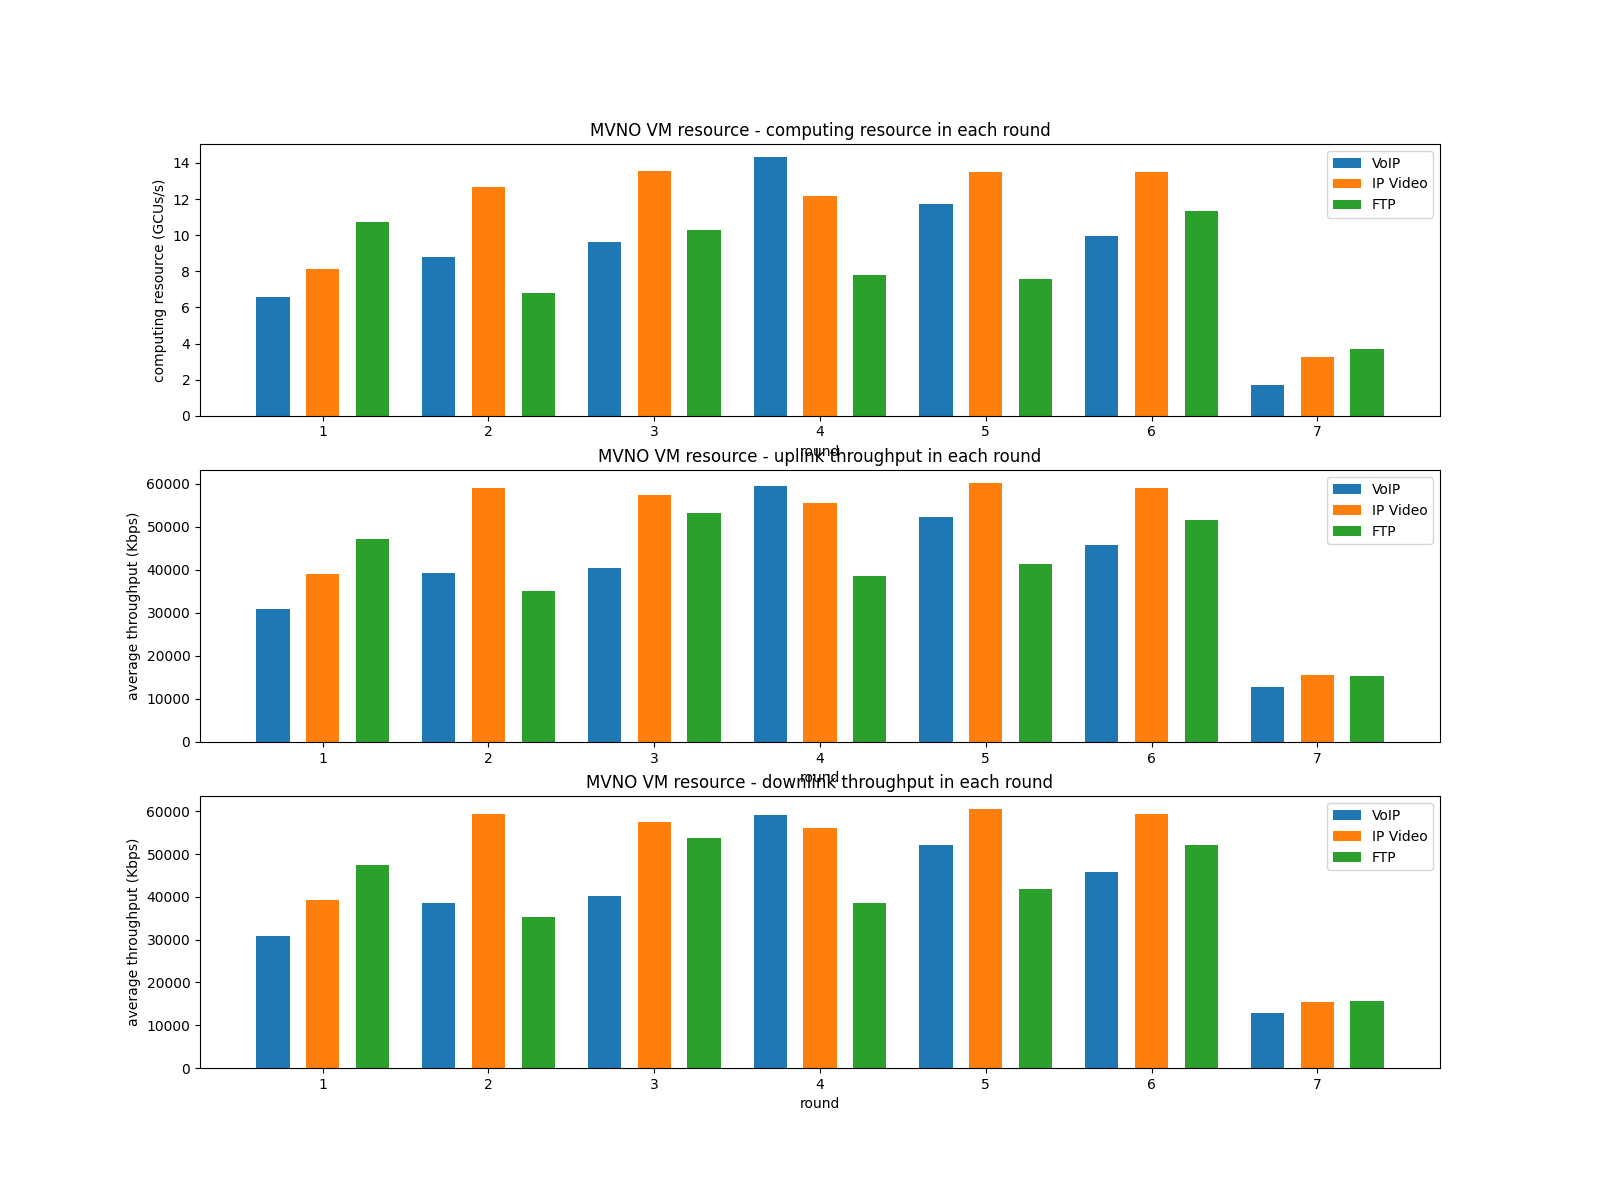 MVNO VM resource - computing resource in each round
computing resource (GCUs/s)
14
12
10
8
6
4
2
0
VoIP
IP Video
FTP
1 2 3 4 5 6 7
round
MVNO VM resource - uplink throughput in each round
average throughput (Kbps)
60000
50000
40000
30000
20000
10000
0
VoIP
IP Video
FTP
1 2 3 4 5 6 7
round
MVNO VM resource - downlink throughput in each round
average throughput (Kbps)
60000
50000
40000
30000
20000
10000
0
VoIP
IP Video
FTP
1 2 3 4 5 6 7
round